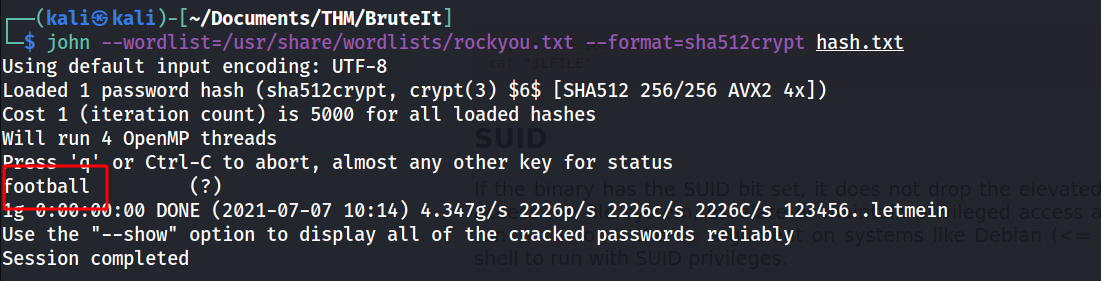 (kali㉿kali)-[~/Documents/THM/BruteIt]
$ john --wordlist=/usr/share/wordlists/rockyou.txt --format=sha512crypt hash.txt
Using default input encoding: UTF-8
cat "$LFILE"
Loaded 1 password hash (sha512crypt, crypt(3) $6$ [SHA512 256/256 AVX2 4x])
Cost 1 (iteration count) is 5000 for all loaded hashes
Will run 4 OpenMP threads
SUID
Press 'q' or Ctrl-C to abort, almost any other key for status
football (?)
If the binary has the SUID bit set, it does not drop the elevated
1g 0:00:00:00 DONE (2021-07-07 10:14) 4.347g/s 2226p/s 2226c/s 2226C/s 123456..letmein
Use the "--show" option to display all of the cracked passwords reliably
on systems like Debian (<=
Session completed
shell to run with SUID privileges.